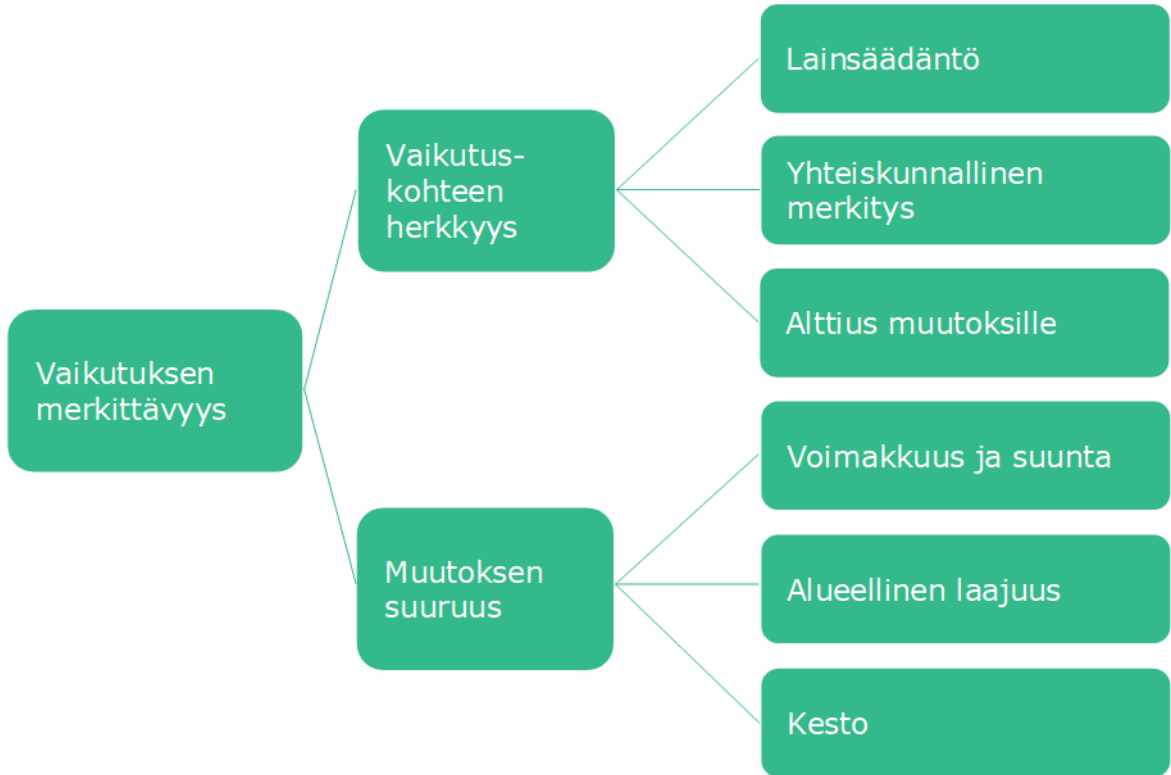 Lainsäädäntö
Vaikutus-
kohteen
herkkyys
Yhteiskunnallinen
merkitys
Alttius muutoksille
Vaikutuksen
merkittävyys
Voimakkuus ja suunta
Muutoksen
suuruus
Alueellinen laajuus
Kesto